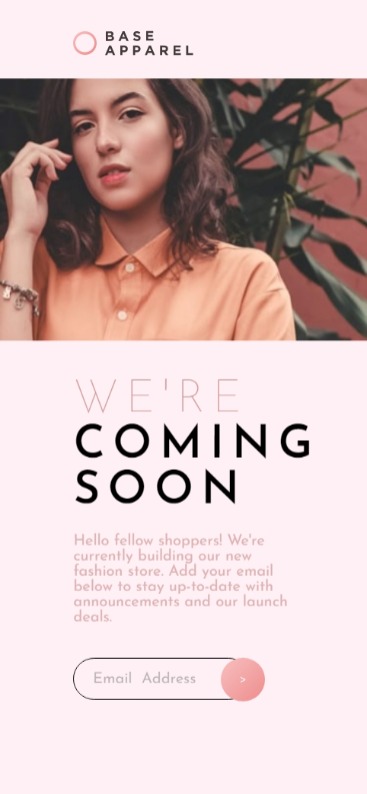 BASE
APPAREL
WE'RE
COMING
SOON
Hello fellow shoppers! We're
currently building our new
fashion store. Add your email
below to stay up-to-date with
announcements and our launch
deals.
Email Address >